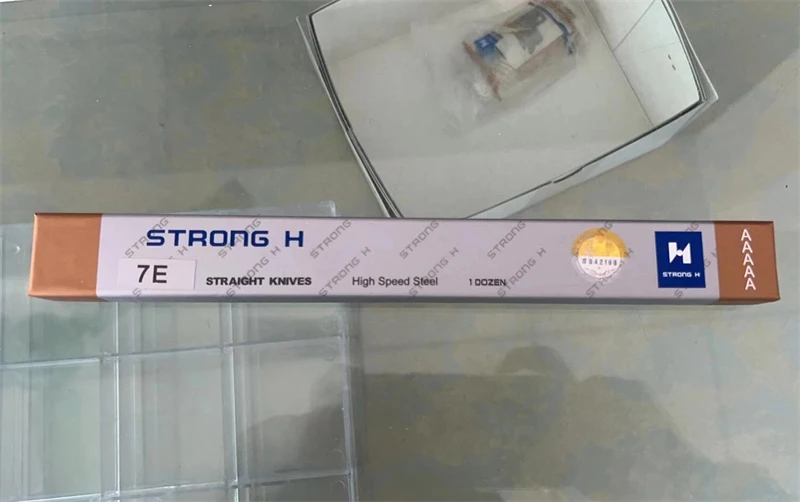 STRONG H
7E
STRAIGHT KNIVES
High Speed Steel
1 DOZEN
STRONG H
AAAAA